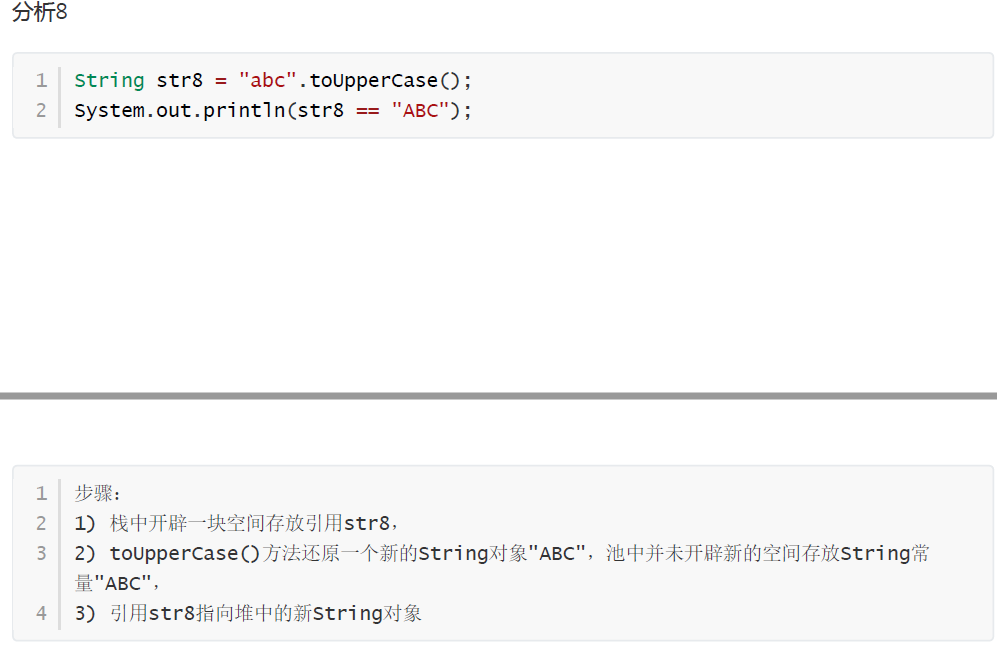 分析8
1 String str8 = "abc".toUpperCase();
2 System.out.println(str8 == "ABC");
1 步骤：
2 1) 栈中开辟一块空间存放引用str8，
3 2) toUpperCase()方法还原一个新的String对象"ABC"，池中并未开辟新的空间存放String常
量"ABC"，
4 3) 引用str8指向堆中的新String对象